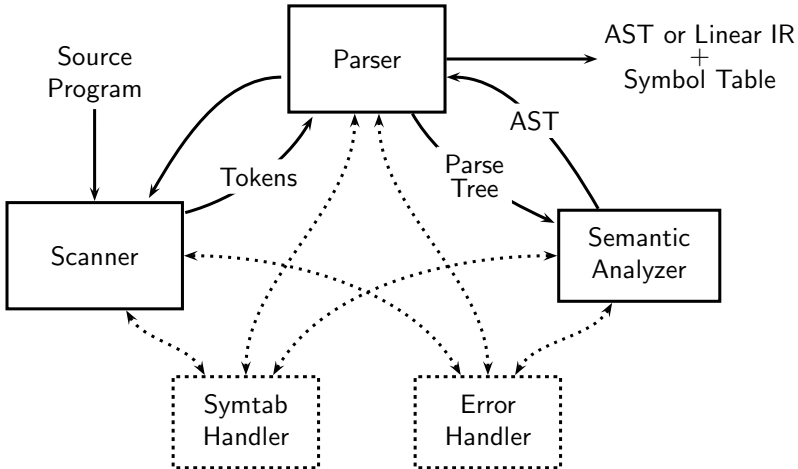 Source
Program
Parser
AST or Linear IR
+
Symbol Table
AST
Tokens
Parse
Tree
Scanner
Semantic
Analyzer
Symtab
Handler
Error
Handler